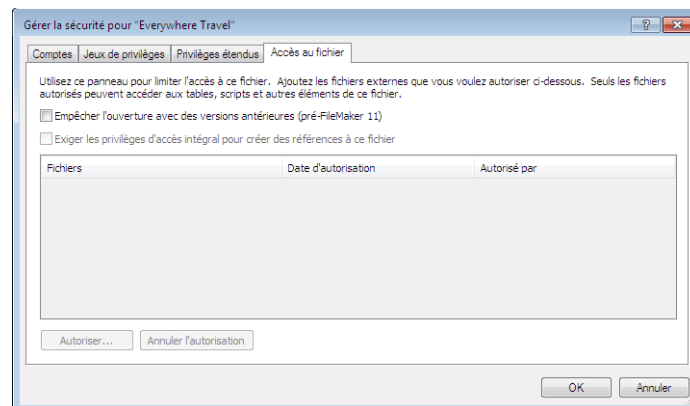 Gérer la sécurité pour "Everywhere Travel"
Comptes Jeux de privilèges Privilèges étendus Accès au fichier
Utilisez ce panneau pour limiter l'accès à ce fichier. Ajoutez les fichiers externes que vous voulez autoriser ci-dessous. Seuls les fichiers
autorisés peuvent accéder aux tables, scripts et autres éléments de ce fichier.
Empêcher l'ouverture avec des versions antérieures (pré-FileMaker 11)
Exiger les privilèges d'accès intégral pour créer des références à ce fichier
Fichiers Date d'autorisation Autorisé par
Autoriser... Annuler l'autorisation
OK Annuler